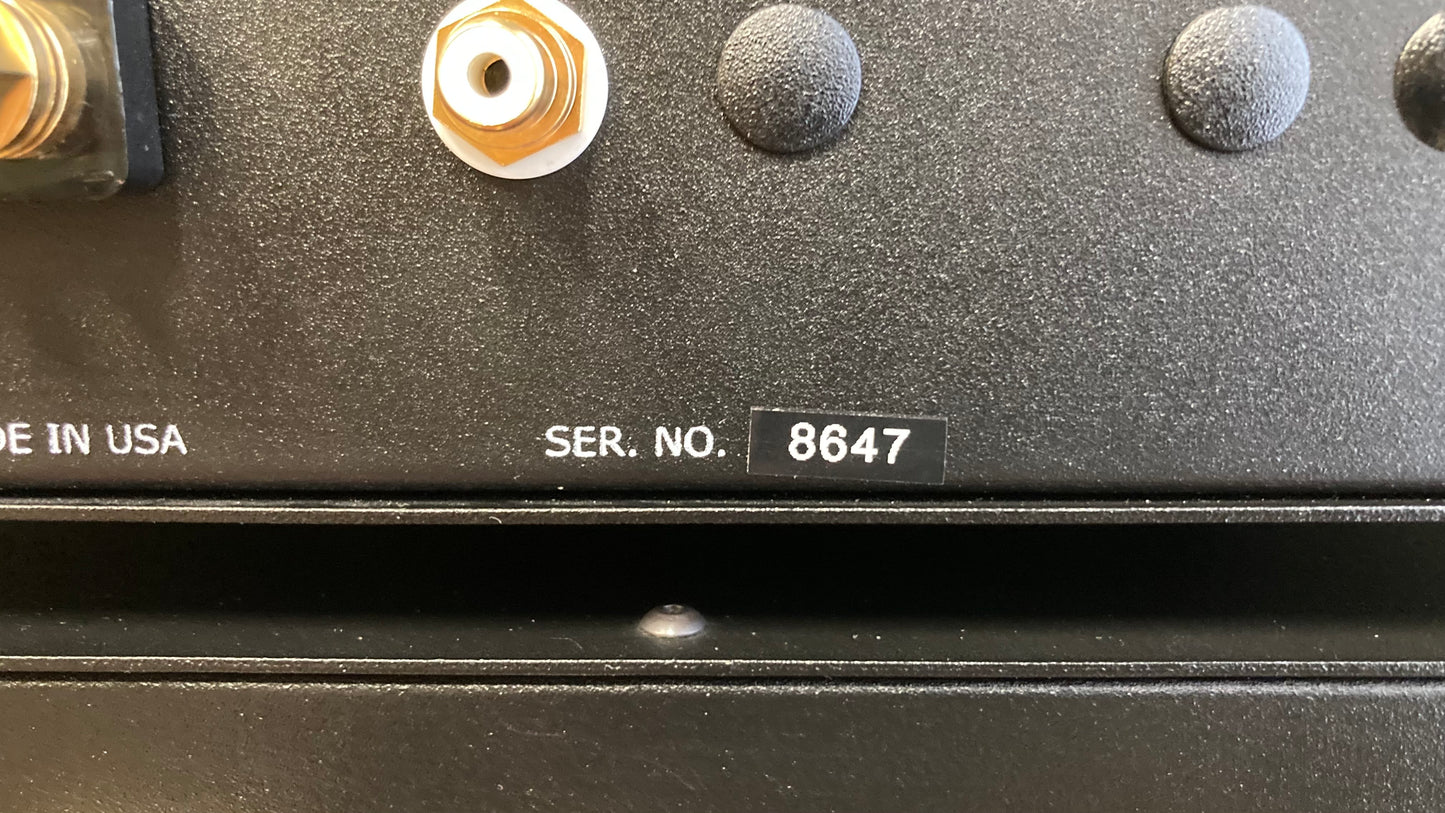 DE IN USA
SER. NO. 8647